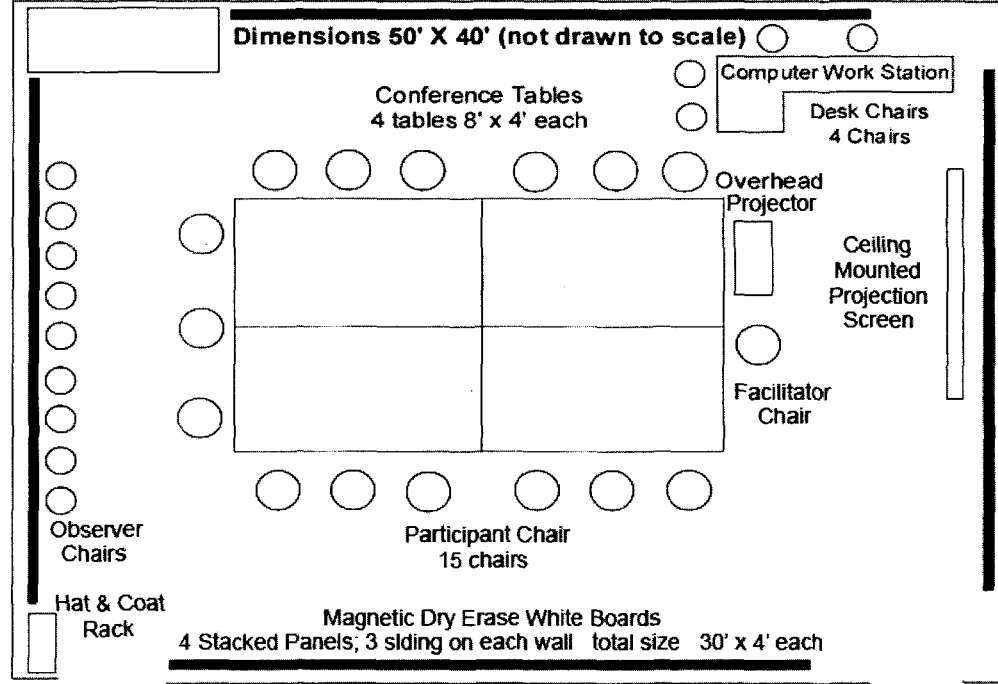 Dimensions 50' X 40' (not drawn to scale)
Computer Work Station
Conference Tables
4 tables 8' x 4' each
Desk Chairs
4 Chairs
Overhead
Projector
Ceiling
Mounted
Projection
Screen
Facilitator
Chair
Observer
Chairs
Participant Chair
15 chairs
Hat & Coat
Rack
Magnetic Dry Erase White Boards
4 Stacked Panels; 3 slding on each wall total size 30' x 4' each